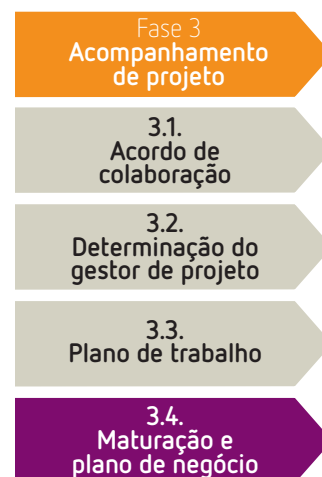 Fase 3
Acompanhamento
de projeto
3.1.
Acordo de
colaboração
3.2.
Determinação do
gestor de projeto
3.3.
Plano de trabalho
3.4.
Maturação e
plano de negócio